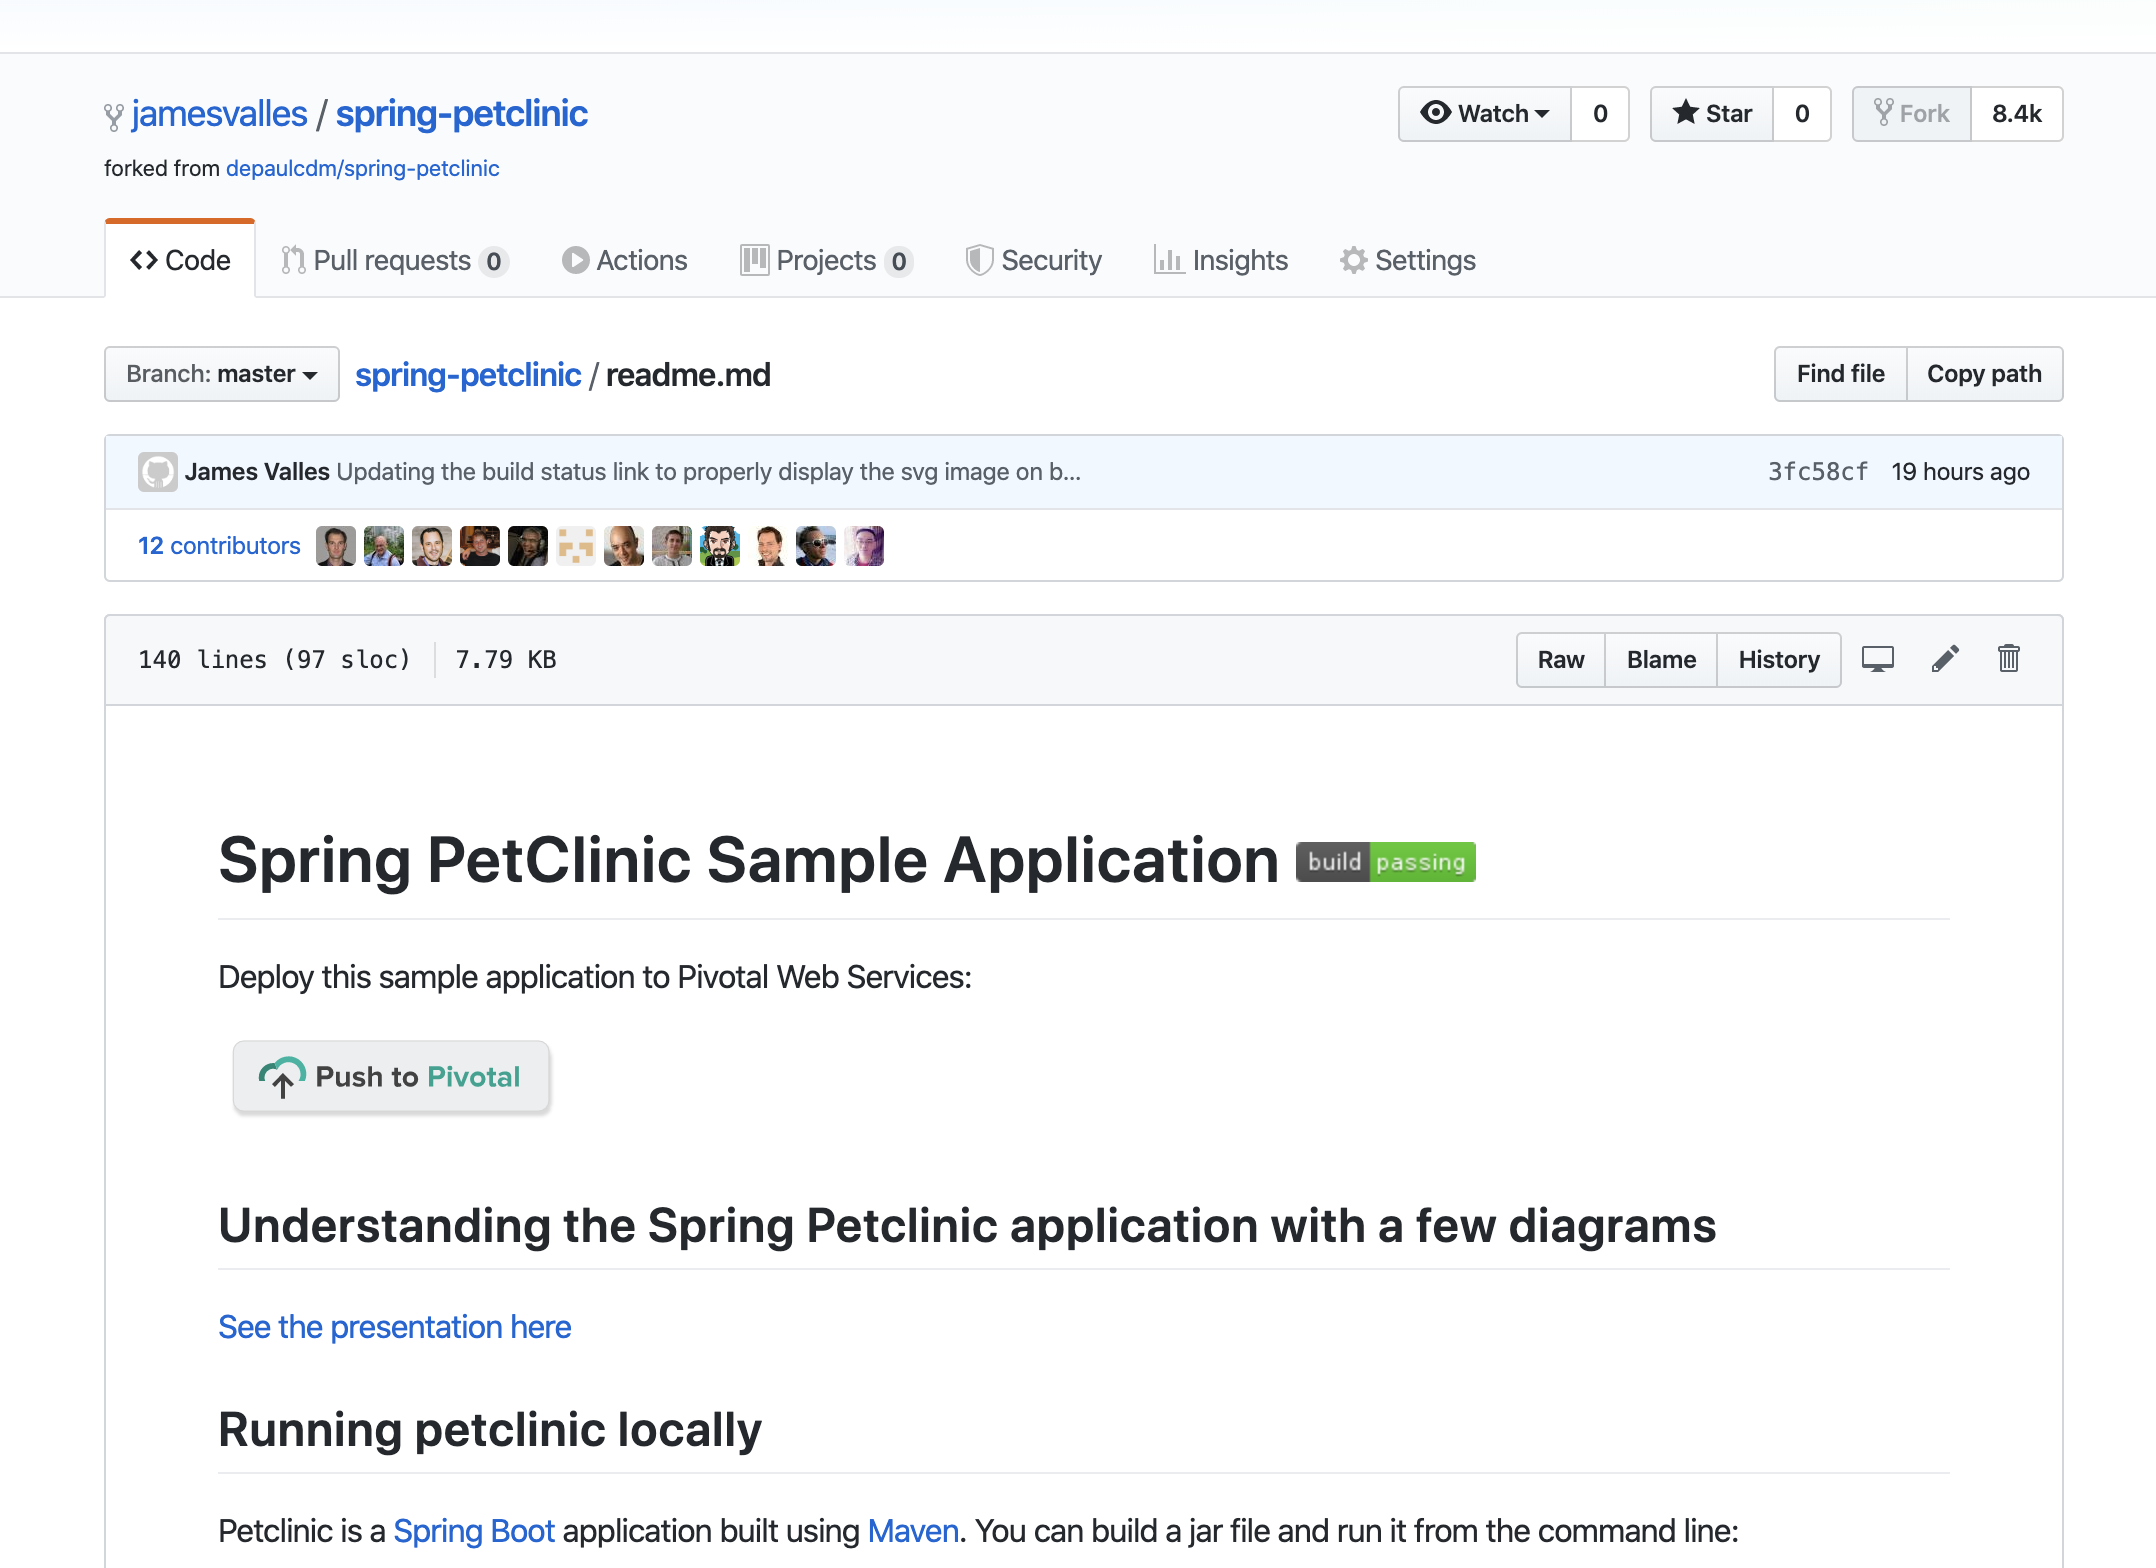 jamesvalles / spring-petclinic
Watch 0 Star 0 Fork 8.4k
forked from depaulcdm/spring-petclinic
Code Pull requests 0 Actions Projects 0 Security Insights Settings
Branch: master spring-petclinic / readme.md Find file Copy path
James Valles Updating the build status link to properly display the svg image on b... 3fc58cf 19 hours ago
12 contributors
140 lines (97 sloc) 7.79 KB Raw Blame History
Spring PetClinic Sample Application build passing
Deploy this sample application to Pivotal Web Services:
Push to Pivotal
Understanding the Spring Petclinic application with a few diagrams
See the presentation here
Running petclinic locally
Petclinic is a Spring Boot application built using Maven. You can build a jar file and run it from the command line: